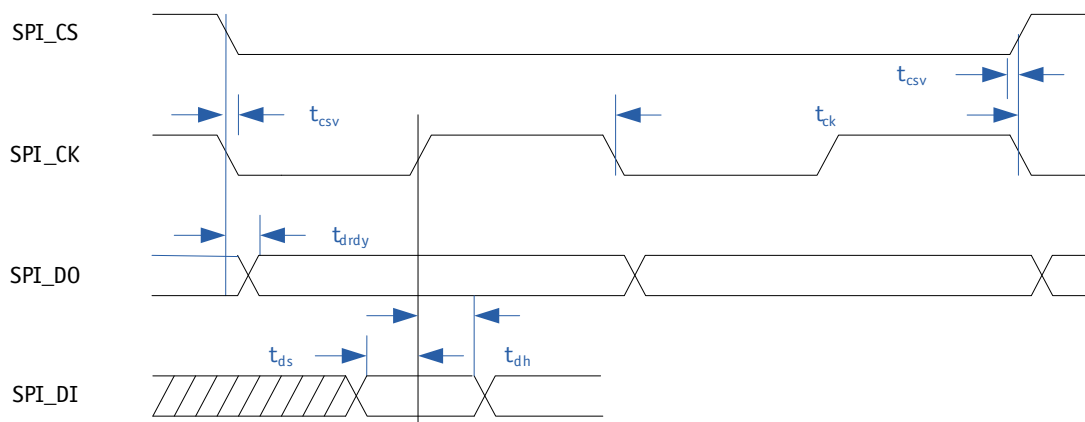 SPI_CS
t_csv
t_csv
t_ck
SPI_CK
t_drdy
SPI_DO
t_ds
t_dh
SPI_DI